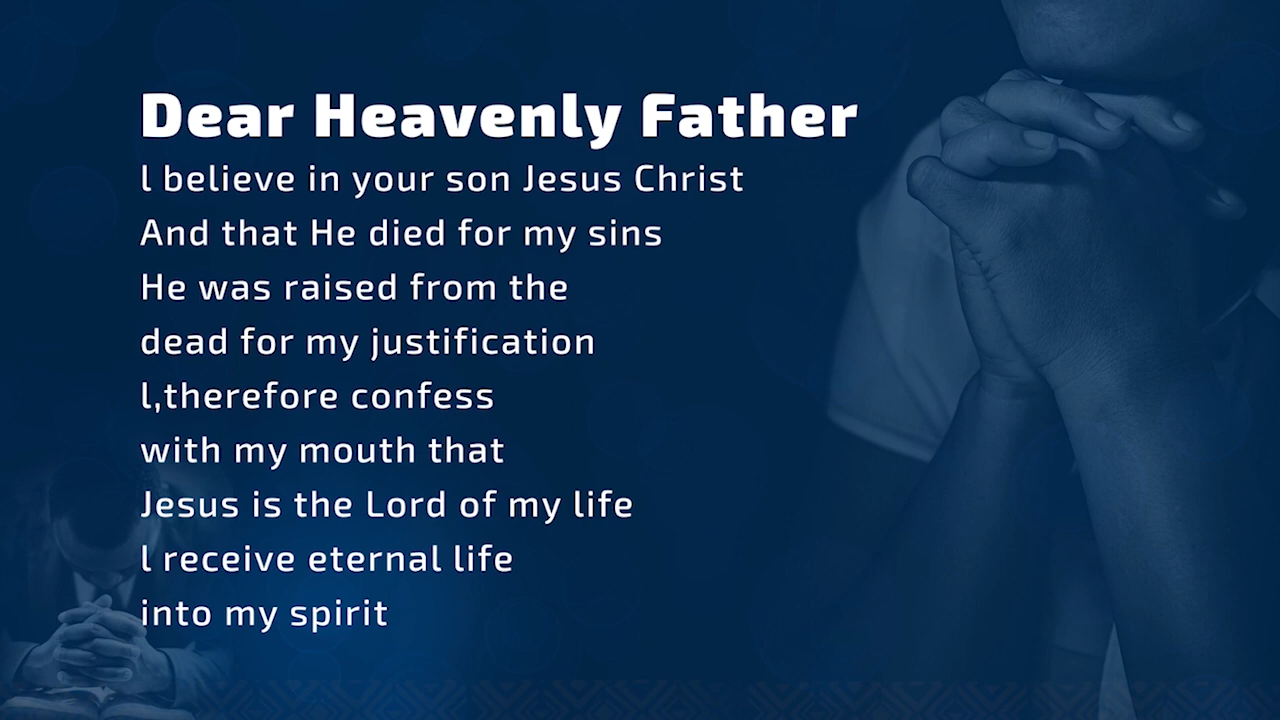 Dear Heavenly Father
l believe in your son Jesus Christ
And that He died for my sins
He was raised from the
dead for my justification
l,therefore confess
with my mouth that
Jesus is the Lord of my life
l receive eternal life
into my spirit